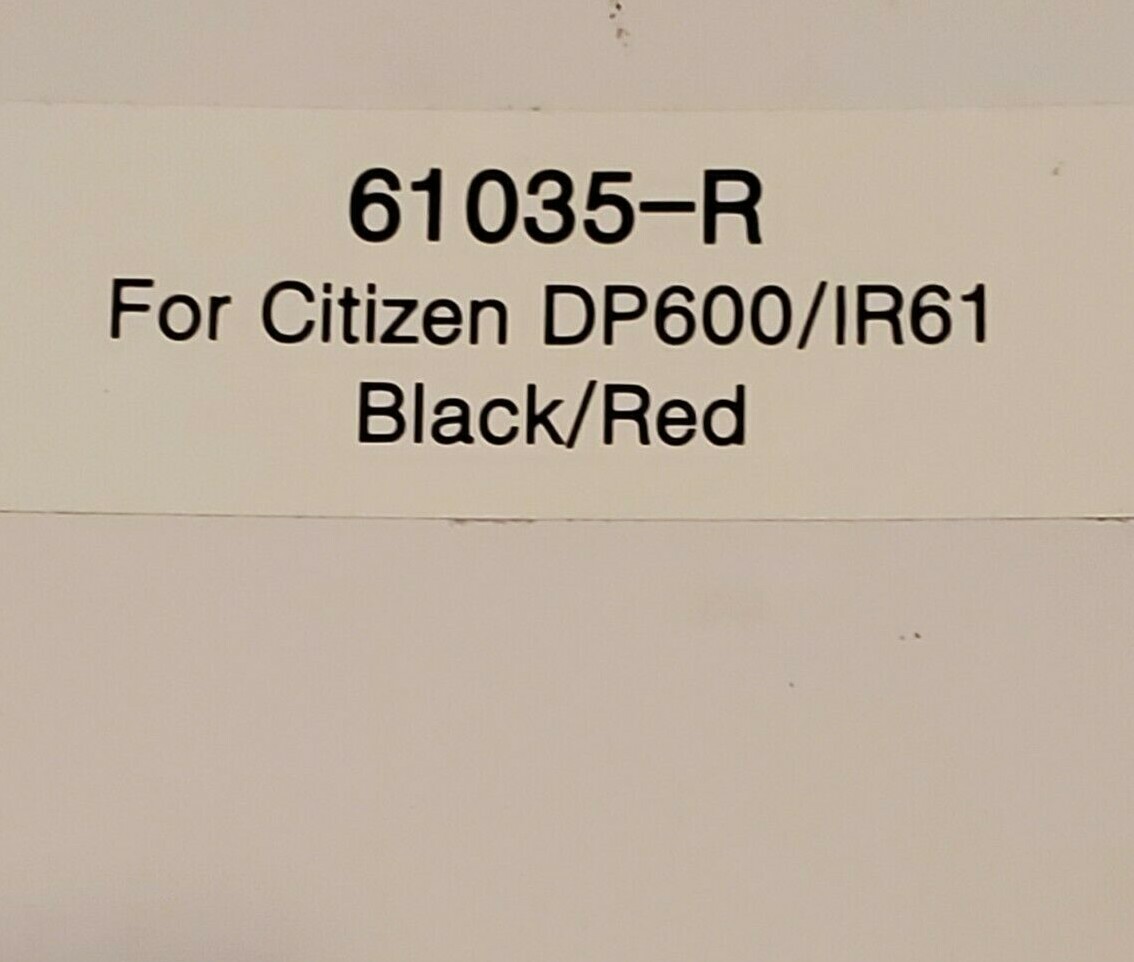 61035-R
For Citizen DP600/IR61
Black/Red